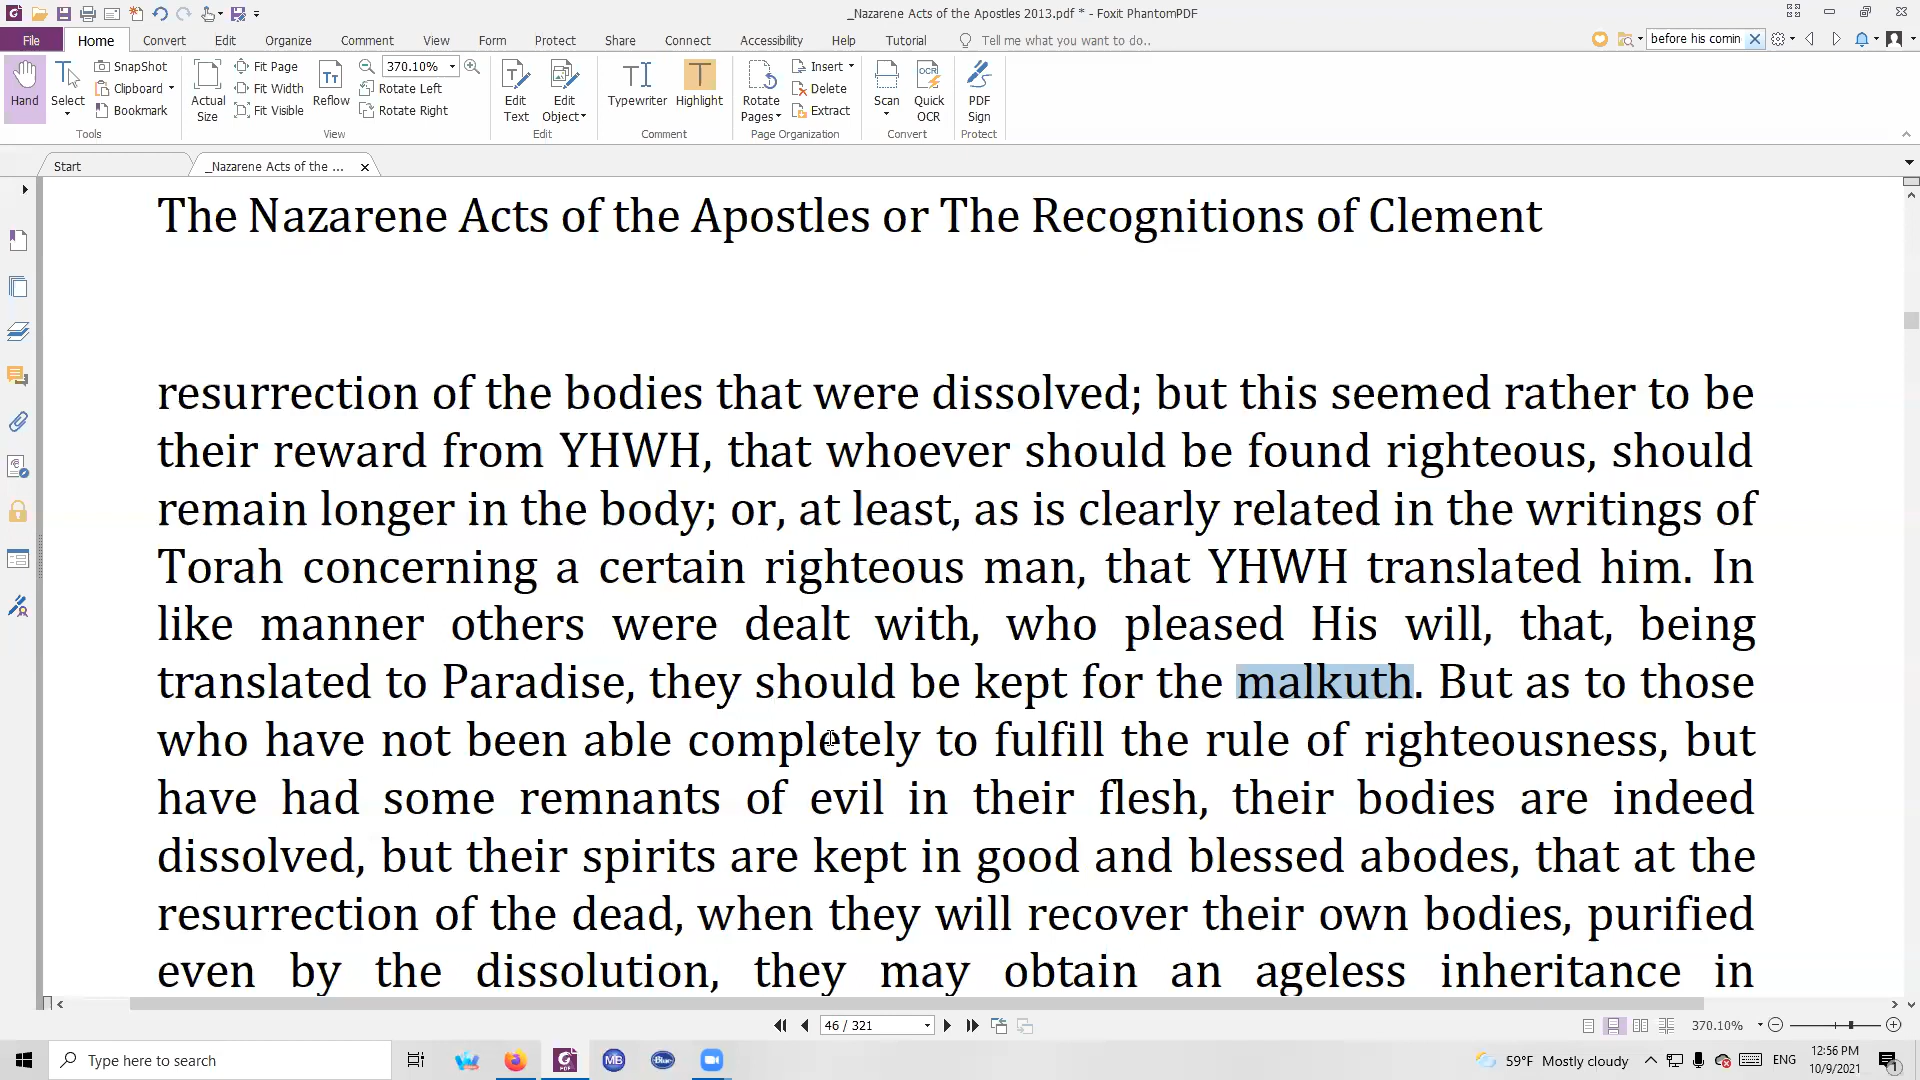 _Nazarene Acts of the Apostles 2013.pdf * - Foxit PhantomPDF
File Home Convert Edit Organize Comment View Form Protect Share Connect Accessibility Help Tutorial Tell me what you want to do.. before his comin
Hand
Select
SnapShot
Clipboard
Bookmark
Tools
Actual Size
Fit Page
Fit Width
Fit Visible
Reflow
370.10%
Rotate Left
Rotate Right
View
Edit Text
Edit Object
Edit
Typewriter
Highlight
Comment
Rotate Pages
Insert
Delete
Extract
Page Organization
Scan
Quick OCR
Convert
PDF Sign
Protect
Start
_Nazarene Acts of the ...
The Nazarene Acts of the Apostles or The Recognitions of Clement
resurrection of the bodies that were dissolved; but this seemed rather to be
their reward from YHWH, that whoever should be found righteous, should
remain longer in the body; or, at least, as is clearly related in the writings of
Torah concerning a certain righteous man, that YHWH translated him. In
like manner others were dealt with, who pleased His will, that, being
translated to Paradise, they should be kept for the malkuth. But as to those
who have not been able completely to fulfill the rule of righteousness, but
have had some remnants of evil in their flesh, their bodies are indeed
dissolved, but their spirits are kept in good and blessed abodes, that at the
resurrection of the dead, when they will recover their own bodies, purified
even by the dissolution, they may obtain an ageless inheritance in
46 / 321
370.10%
Type here to search
MB
Blue
59°F Mostly cloudy
ENG
12:56 PM
10/9/2021
1